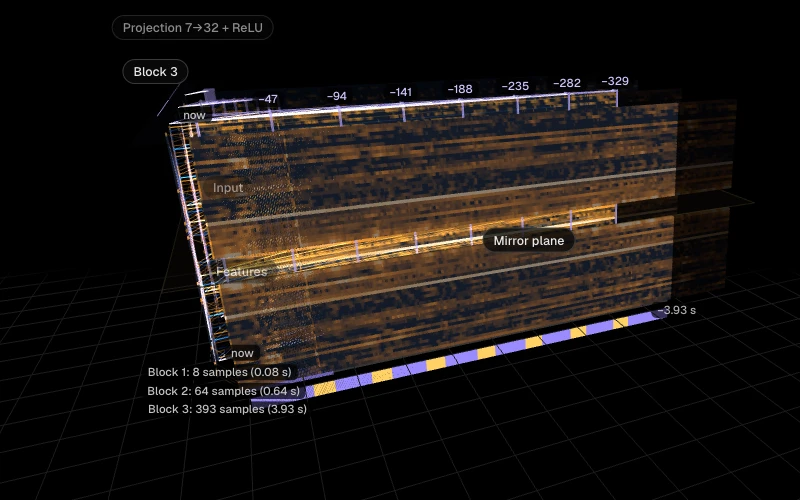 Projection 7→32 + ReLU
Block 3
now
−47
−94
−141
−188
−235
−282
−329
Input
Mirror plane
Features
−3.93 s
now
Block 1: 8 samples (0.08 s)
Block 2: 64 samples (0.64 s)
Block 3: 393 samples (3.93 s)